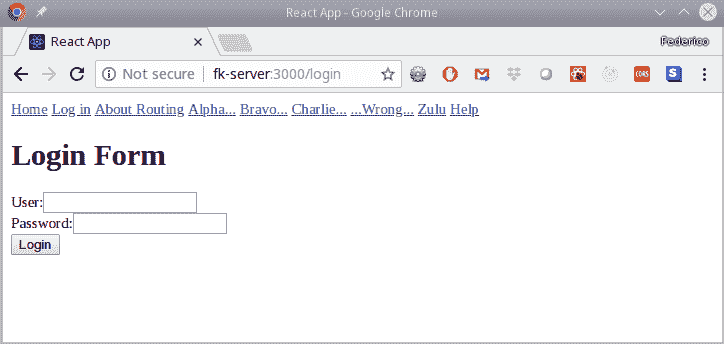 React App - Google Chrome
React App
Federico
Not secure fk-server:3000/login
CORS S
Home Log in About Routing Alpha... Bravo... Charlie... ...Wrong... Zulu Help
Login Form
User:
Password:
Login